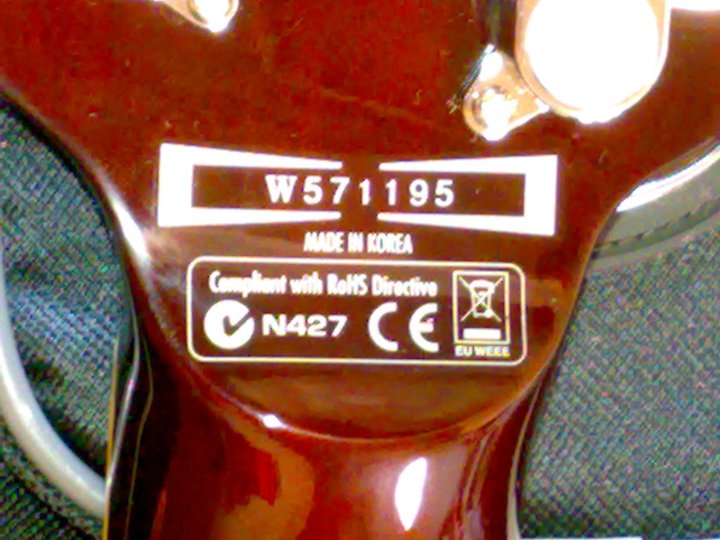 W571195
MADE IN KOREA
Compliant with RoHS Directive
N427 CE
EU WEEE